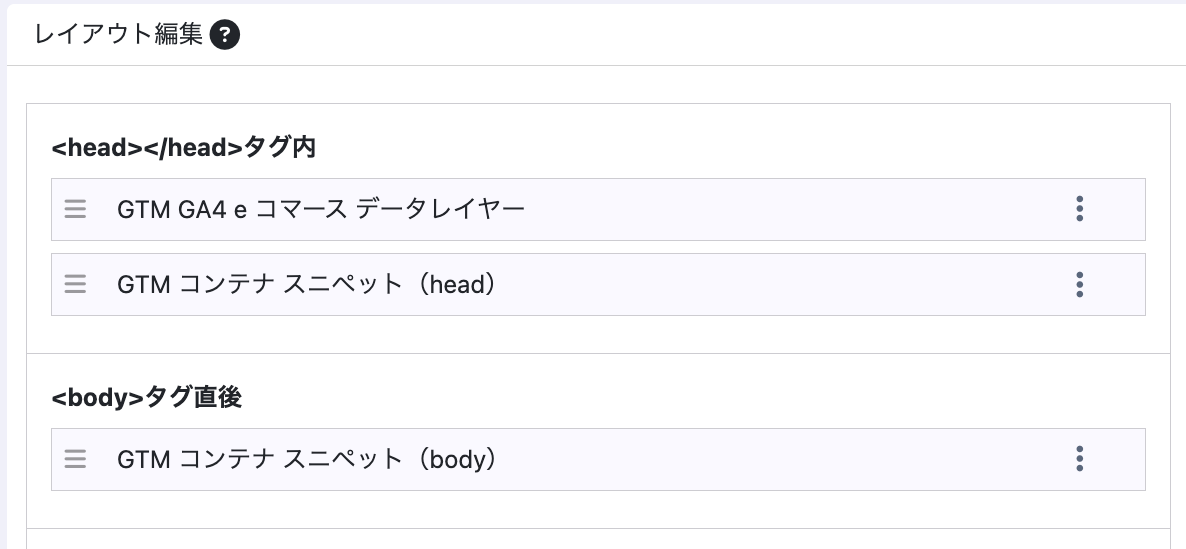 レイアウト編集 ?
<head></head>タグ内
GTM GA4 e コマース データレイヤー
GTM コンテナ スニペット（head）
<body>タグ直後
GTM コンテナ スニペット（body）